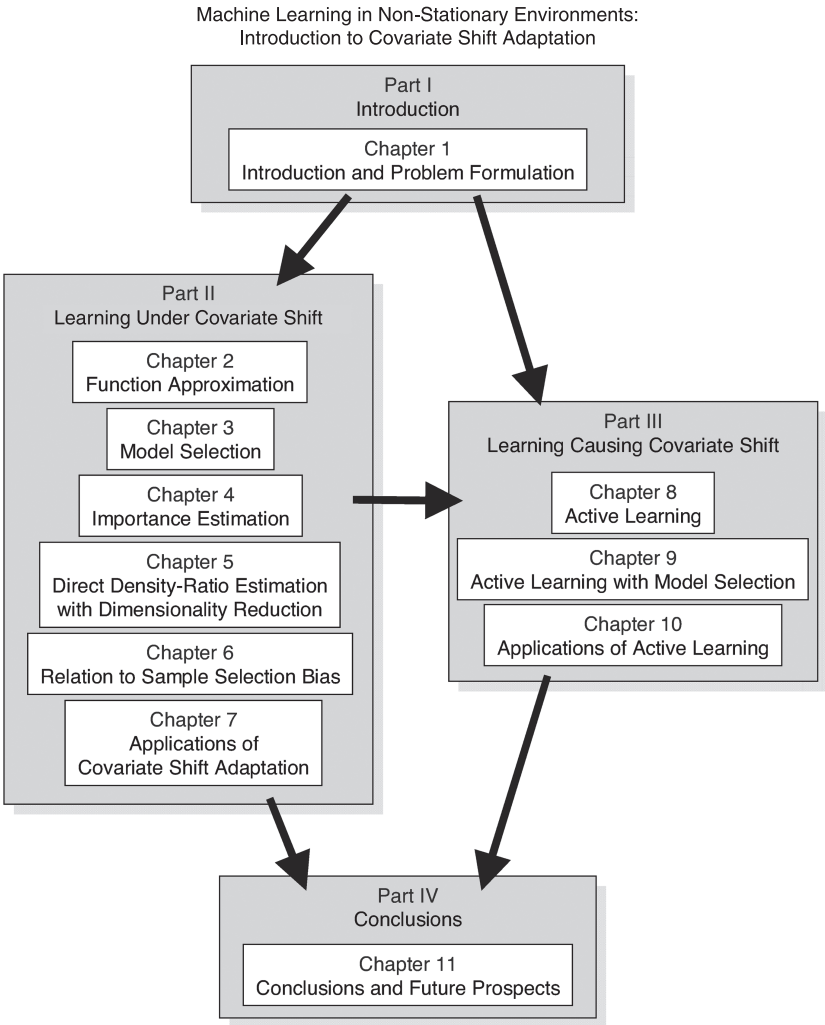 Machine Learning in Non-Stationary Environments:
Introduction to Covariate Shift Adaptation
Part I
Introduction
Chapter 1
Introduction and Problem Formulation
Part II
Learning Under Covariate Shift
Chapter 2
Function Approximation
Chapter 3
Model Selection
Chapter 4
Importance Estimation
Chapter 5
Direct Density-Ratio Estimation
with Dimensionality Reduction
Chapter 6
Relation to Sample Selection Bias
Chapter 7
Applications of
Covariate Shift Adaptation
Part III
Learning Causing Covariate Shift
Chapter 8
Active Learning
Chapter 9
Active Learning with Model Selection
Chapter 10
Applications of Active Learning
Part IV
Conclusions
Chapter 11
Conclusions and Future Prospects